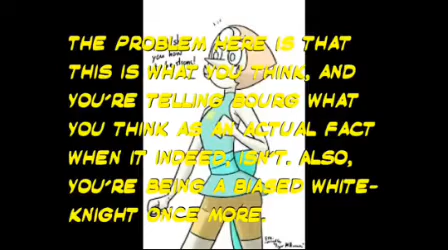 THE PROBLEM HERE IS THAT
THIS IS WHAT YOU THINK, AND
YOU'RE TELLING BOURG WHAT
YOU THINK AS AN ACTUAL FACT
WHEN IT INDEED, ISN'T. ALSO,
YOU'RE BEING A BIASED WHITE-
KNIGHT ONCE MORE.